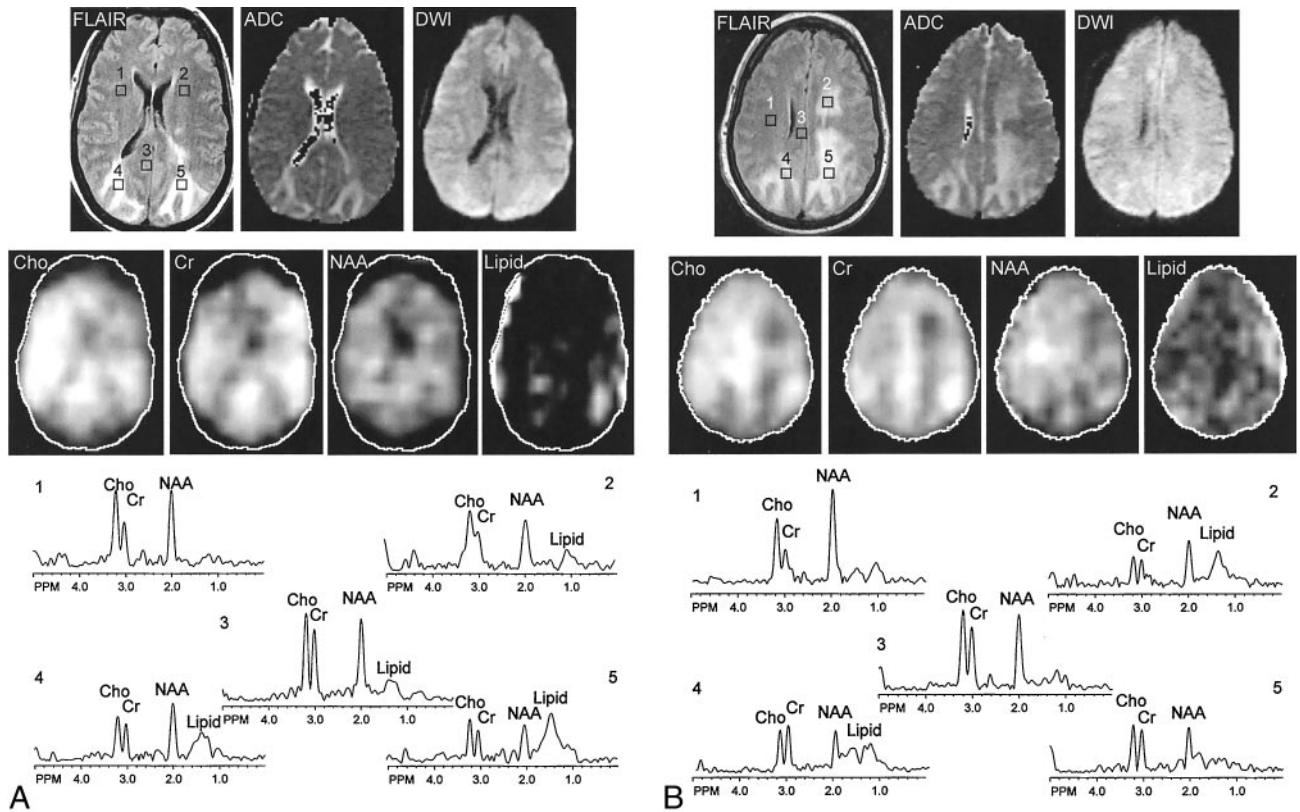 FLAIR ADC DWI
1 2
3
4 5
Cho Cr NAA Lipid
1 Cho Cr NAA
PPM 4.0 3.0 2.0 1.0
2 Cho Cr NAA Lipid
PPM 4.0 3.0 2.0 1.0
3 Cho Cr NAA Lipid
PPM 4.0 3.0 2.0 1.0
4 Cho Cr NAA Lipid
PPM 4.0 3.0 2.0 1.0
5 Cho Cr NAA Lipid
PPM 4.0 3.0 2.0 1.0
A
FLAIR ADC DWI
2
1
3
4 5
Cho Cr NAA Lipid
1 Cho Cr NAA
PPM 4.0 3.0 2.0 1.0
2 Cho Cr NAA Lipid
PPM 4.0 3.0 2.0 1.0
3 Cho Cr NAA
PPM 4.0 3.0 2.0 1.0
4 Cho Cr NAA Lipid
PPM 4.0 3.0 2.0 1.0
5 Cho Cr NAA
PPM 4.0 3.0 2.0 1.0
B